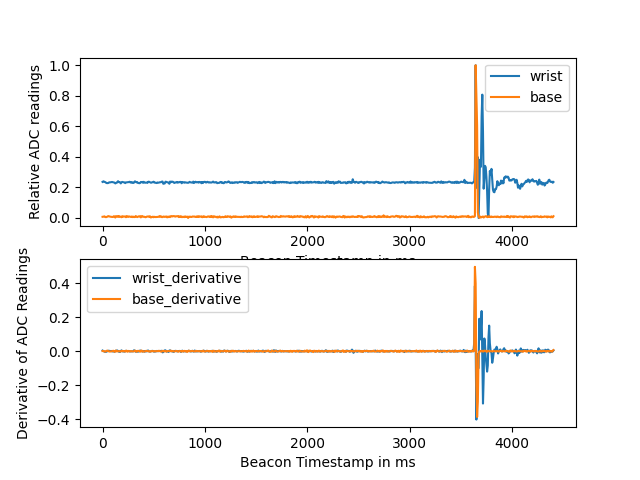 Relative ADC readings
1.0
0.8
0.6
0.4
0.2
0.0
wrist
base
0 1000 2000 3000 4000
Beacon Timestamp in ms
Derivative of ADC Readings
0.4
0.2
0.0
−0.2
−0.4
wrist_derivative
base_derivative
0 1000 2000 3000 4000
Beacon Timestamp in ms